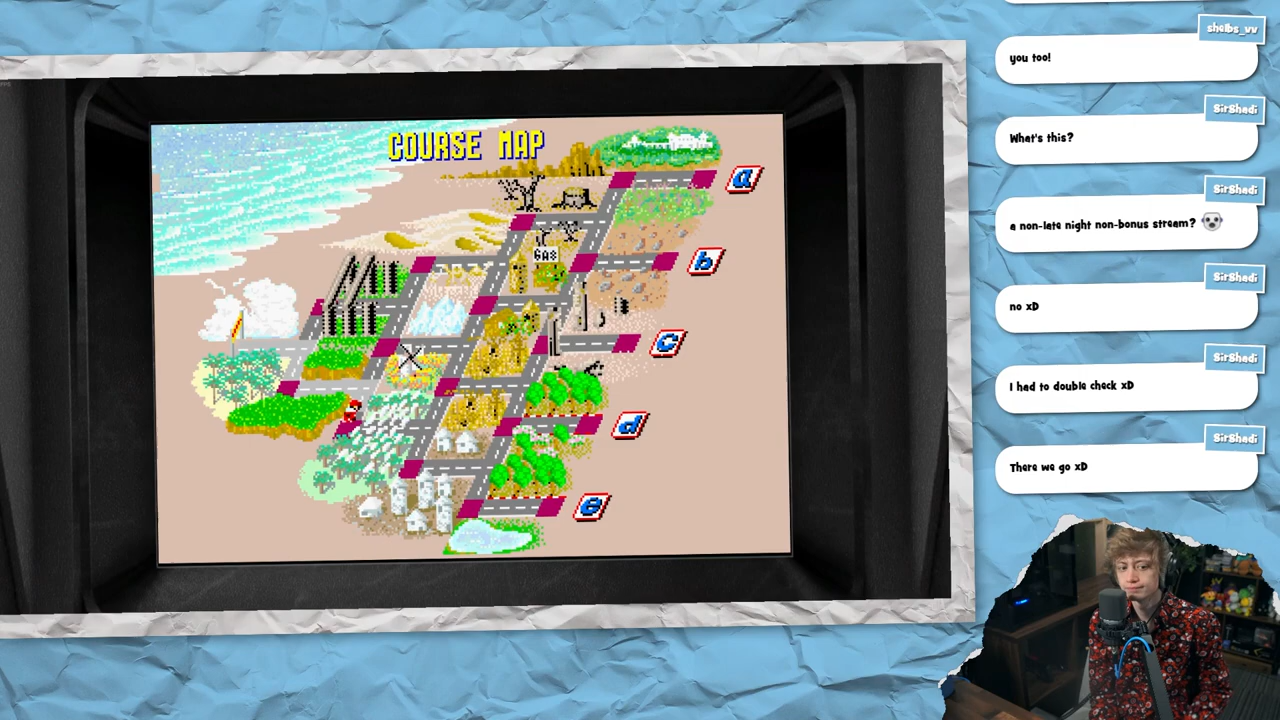 COURSE MAP
a
GAS
b
c
d
e
shelbs_vv
you too!
SirShedi
What's this?
SirShedi
a non-late night non-bonus stream?
SirShedi
no xD
SirShedi
I had to double check xD
SirShedi
There we go xD